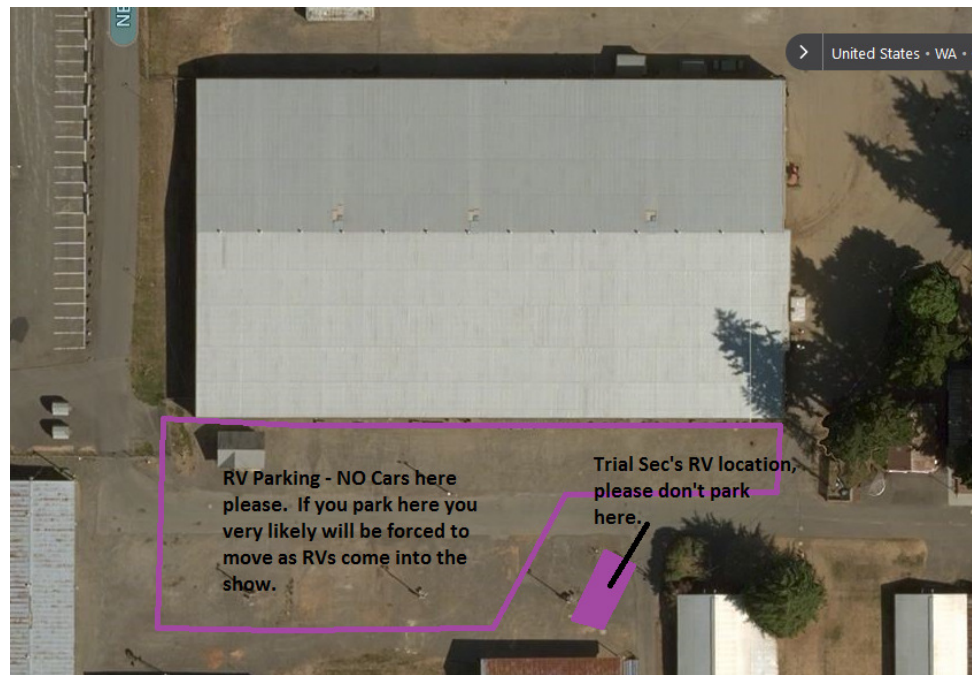 NE
United States • WA •
RV Parking - NO Cars here
please.  If you park here you
very likely will be forced to
move as RVs come into the
show.
Trial Sec's RV location,
please don't park
here.